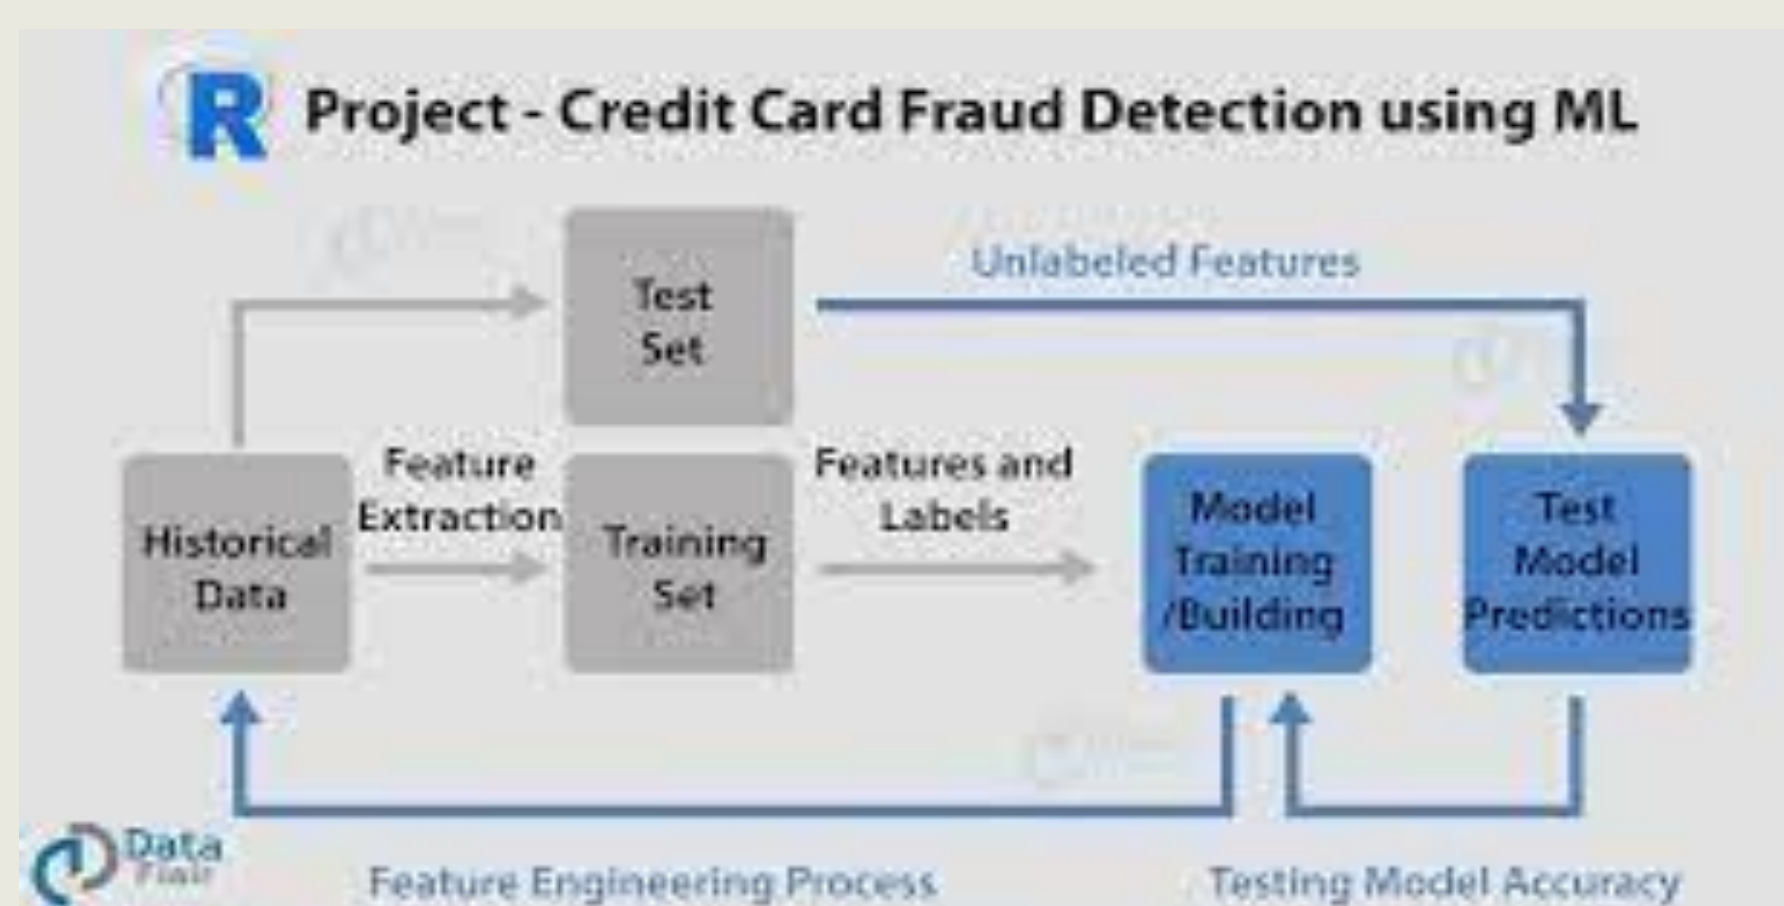 R Project - Credit Card Fraud Detection using ML
Unlabeled Features
Test
Set
Feature
Extraction
Features and
Labels
Historical
Data
Training
Set
Model
Training
/Building
Test
Model
Predictions
Data
Flair
Feature Engineering Process
Testing Model Accuracy